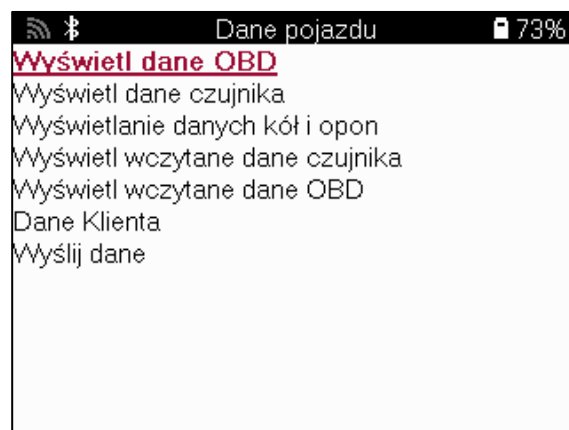 Dane pojazdu 73%
Wyświetl dane OBD
Wyświetl dane czujnika
Wyświetlanie danych kół i opon
Wyświetl wczytane dane czujnika
Wyświetl wczytane dane OBD
Dane Klienta
Wyślij dane